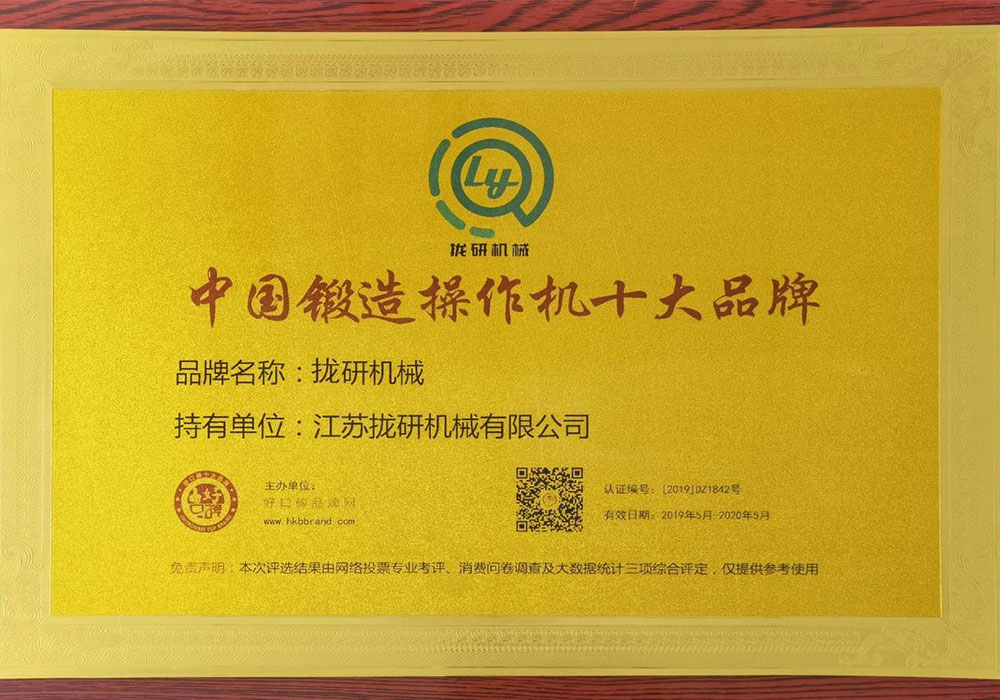 Ly
拢研机械
中国锻造操作机十大品牌
品牌名称：拢研机械
持有单位：江苏拢研机械有限公司
主办单位：
好口碑品牌网
www.hkbbrand.com
认证编号：[2019]DZ1842号
有效日期：2019年5月-2020年5月
免责声明：本次评选结果由网络投票专业考评、消费问卷调查及大数据统计三项综合评定，仅提供参考使用